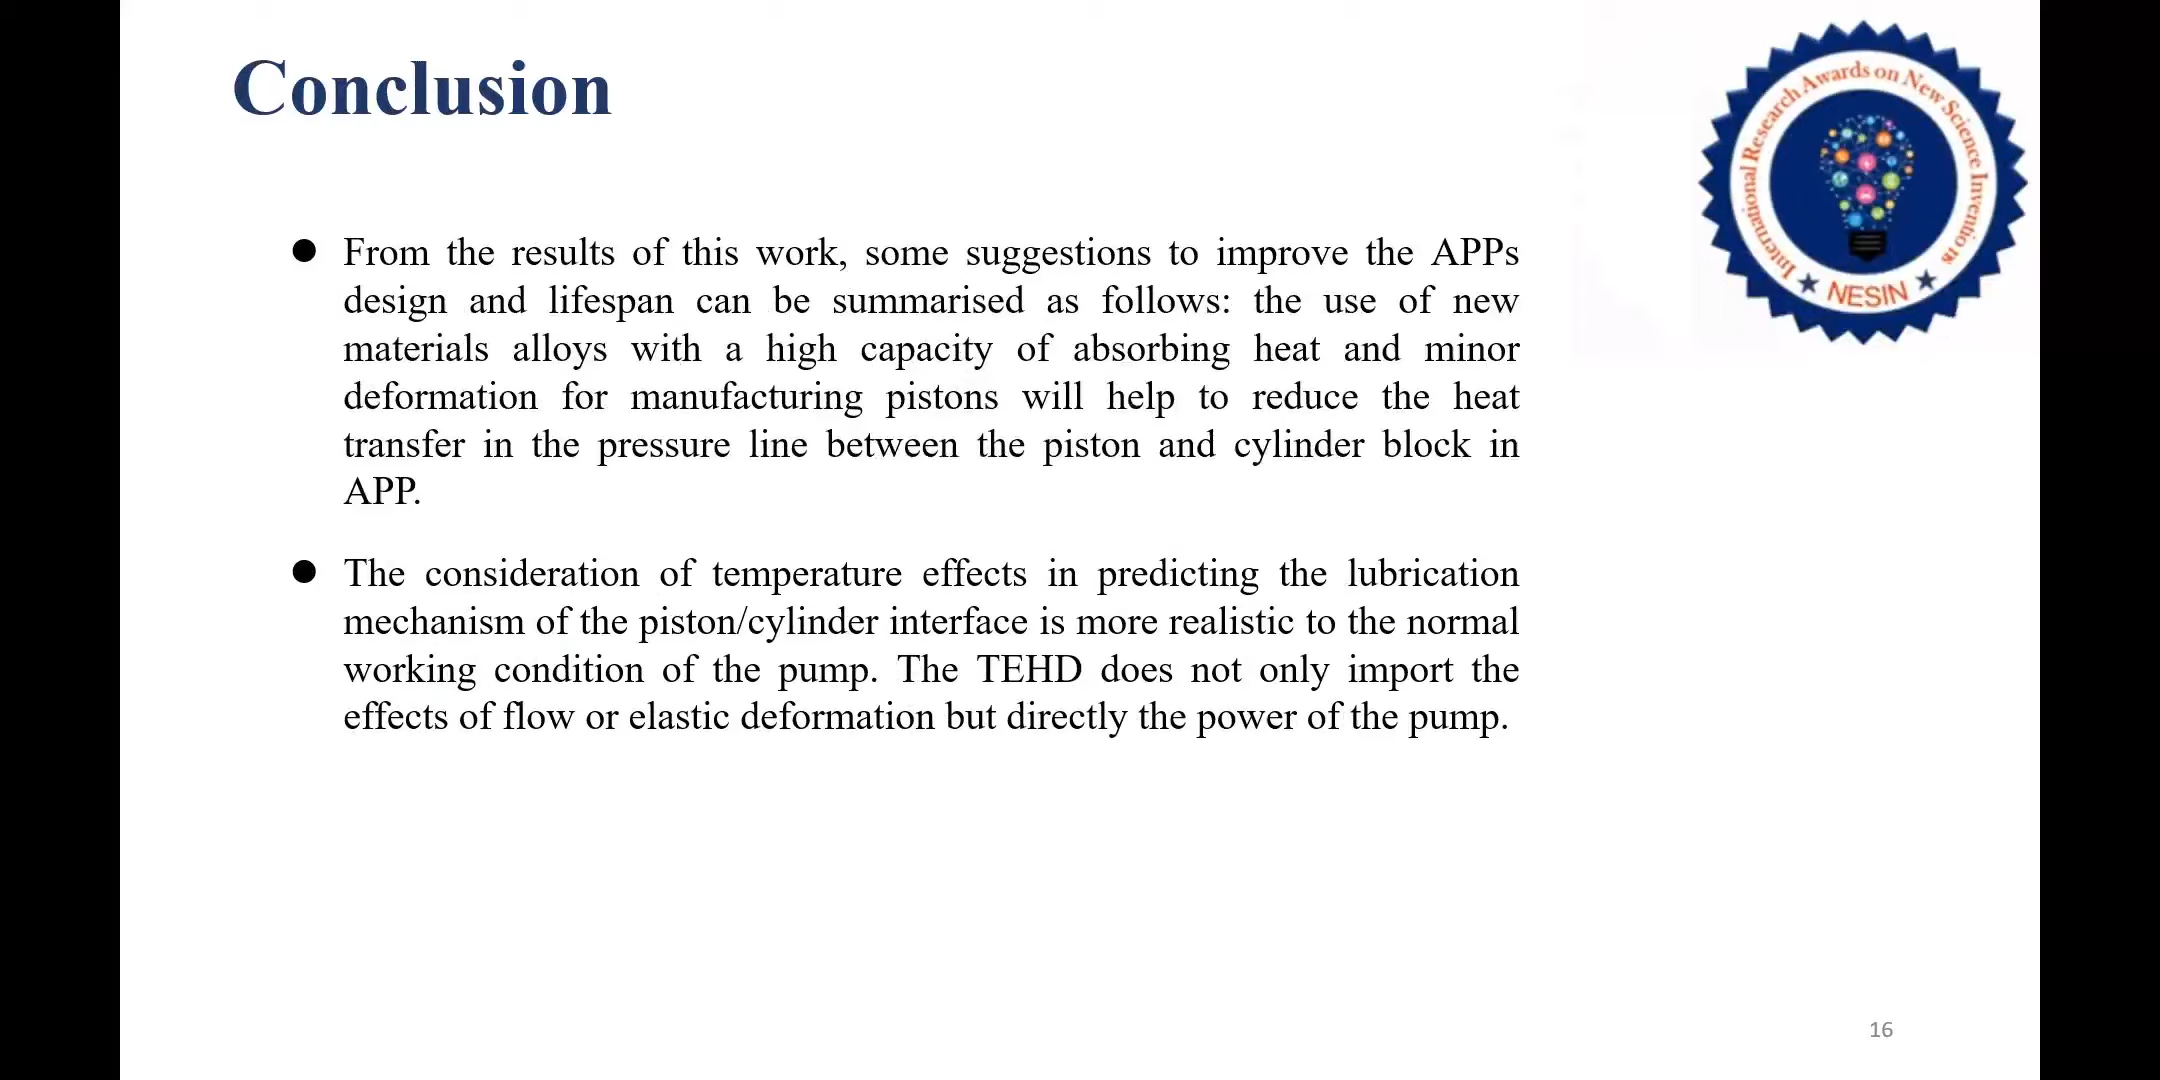 Conclusion
International Research Awards on New Science Inventions
NESIN
● From the results of this work, some suggestions to improve the APPs
design and lifespan can be summarised as follows: the use of new
materials alloys with a high capacity of absorbing heat and minor
deformation for manufacturing pistons will help to reduce the heat
transfer in the pressure line between the piston and cylinder block in
APP.
● The consideration of temperature effects in predicting the lubrication
mechanism of the piston/cylinder interface is more realistic to the normal
working condition of the pump. The TEHD does not only import the
effects of flow or elastic deformation but directly the power of the pump.
16